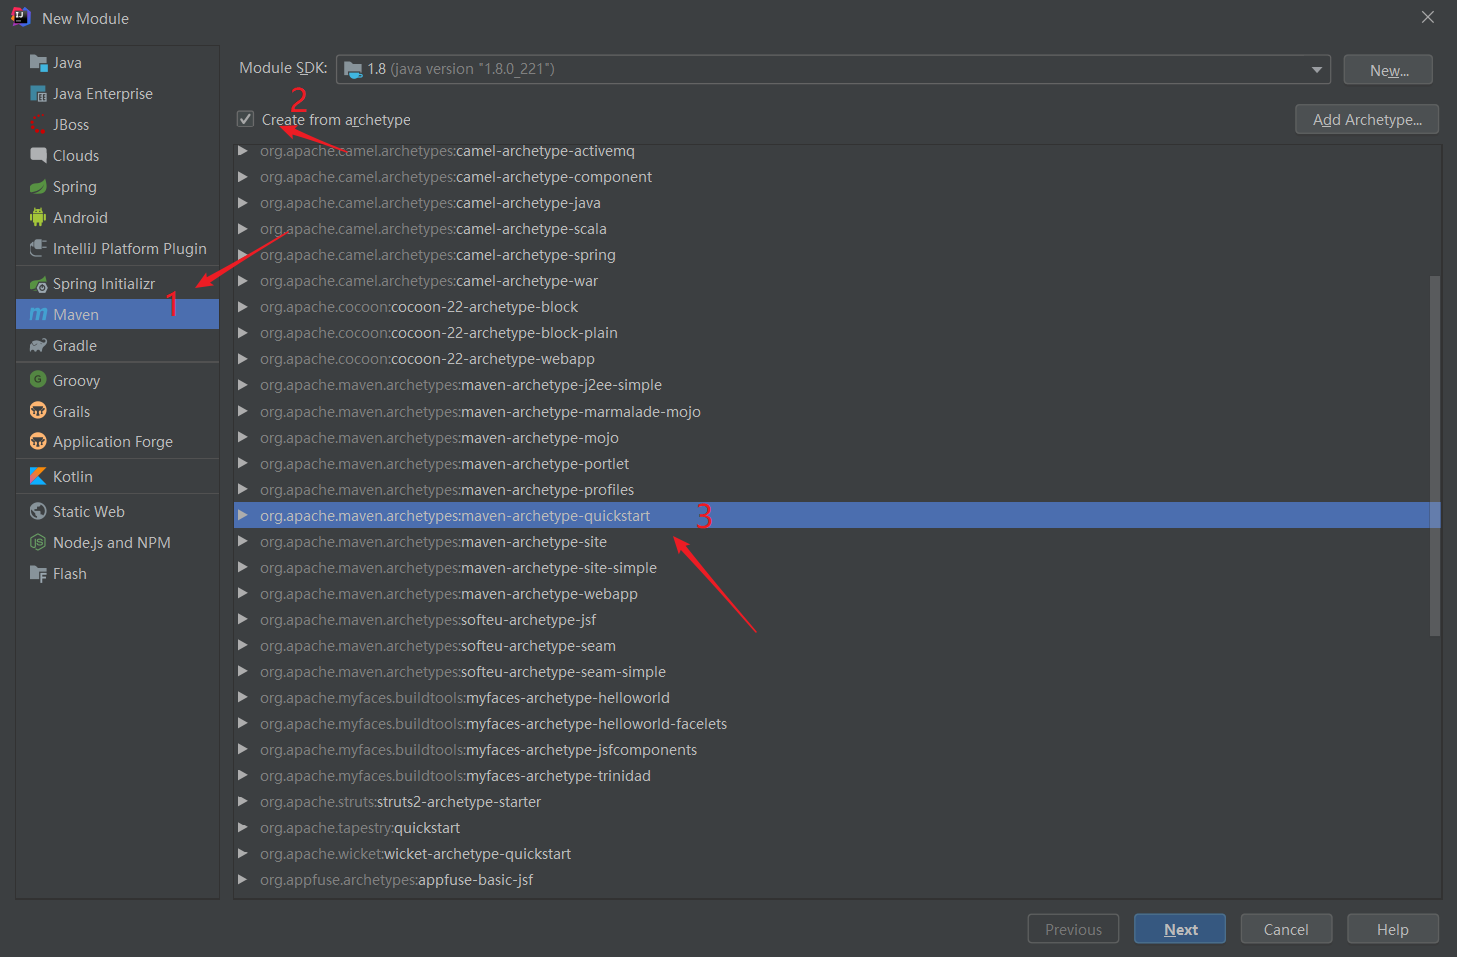 New Module
Java
Java Enterprise
JBoss
Clouds
Spring
Android
IntelliJ Platform Plugin
Spring Initializr
1
Maven
Gradle
Groovy
Grails
Application Forge
Kotlin
Static Web
Node.js and NPM
Flash
Module SDK: 1.8 (java version "1.8.0_221") New...
2
Create from archetype Add Archetype...
org.apache.camel.archetypes:camel-archetype-activemq
org.apache.camel.archetypes:camel-archetype-component
org.apache.camel.archetypes:camel-archetype-java
org.apache.camel.archetypes:camel-archetype-scala
org.apache.camel.archetypes:camel-archetype-spring
org.apache.camel.archetypes:camel-archetype-war
org.apache.cocoon:cocoon-22-archetype-block
org.apache.cocoon:cocoon-22-archetype-block-plain
org.apache.cocoon:cocoon-22-archetype-webapp
org.apache.maven.archetypes:maven-archetype-j2ee-simple
org.apache.maven.archetypes:maven-archetype-marmalade-mojo
org.apache.maven.archetypes:maven-archetype-mojo
org.apache.maven.archetypes:maven-archetype-portlet
org.apache.maven.archetypes:maven-archetype-profiles
org.apache.maven.archetypes:maven-archetype-quickstart 3
org.apache.maven.archetypes:maven-archetype-site
org.apache.maven.archetypes:maven-archetype-site-simple
org.apache.maven.archetypes:maven-archetype-webapp
org.apache.maven.archetypes:softeu-archetype-jsf
org.apache.maven.archetypes:softeu-archetype-seam
org.apache.maven.archetypes:softeu-archetype-seam-simple
org.apache.myfaces.buildtools:myfaces-archetype-helloworld
org.apache.myfaces.buildtools:myfaces-archetype-helloworld-facelets
org.apache.myfaces.buildtools:myfaces-archetype-jsfcomponents
org.apache.myfaces.buildtools:myfaces-archetype-trinidad
org.apache.struts:struts2-archetype-starter
org.apache.tapestry:quickstart
org.apache.wicket:wicket-archetype-quickstart
org.appfuse.archetypes:appfuse-basic-jsf
Previous Next Cancel Help